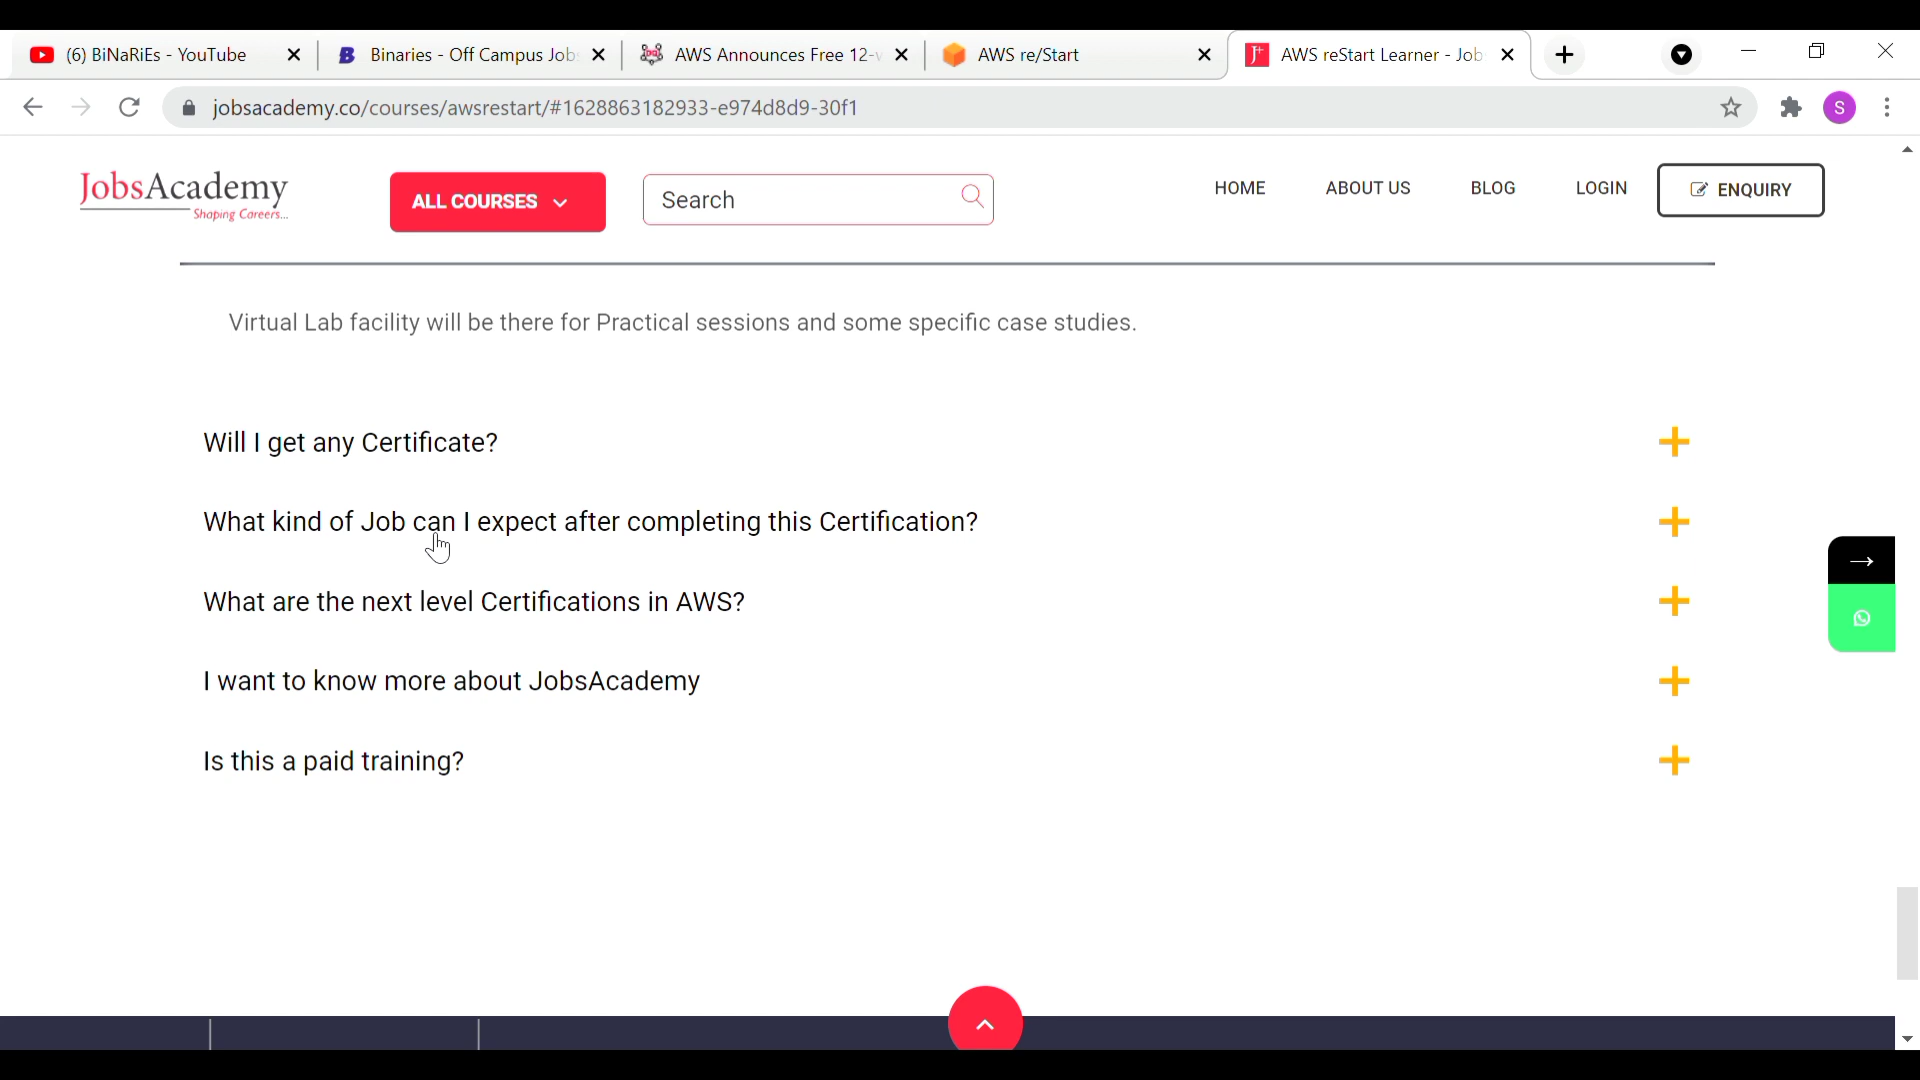 (6) BiNaRiEs - YouTube
Binaries - Off Campus Job
AWS Announces Free 12-
AWS re/Start
AWS reStart Learner - Job
jobsacademy.co/courses/awsrestart/#1628863182933-e974d8d9-30f1
S
JobsAcademy
Shaping Careers...
ALL COURSES
Search
HOME
ABOUT US
BLOG
LOGIN
ENQUIRY
Virtual Lab facility will be there for Practical sessions and some specific case studies.
Will I get any Certificate?
What kind of Job can I expect after completing this Certification?
What are the next level Certifications in AWS?
I want to know more about JobsAcademy
Is this a paid training?